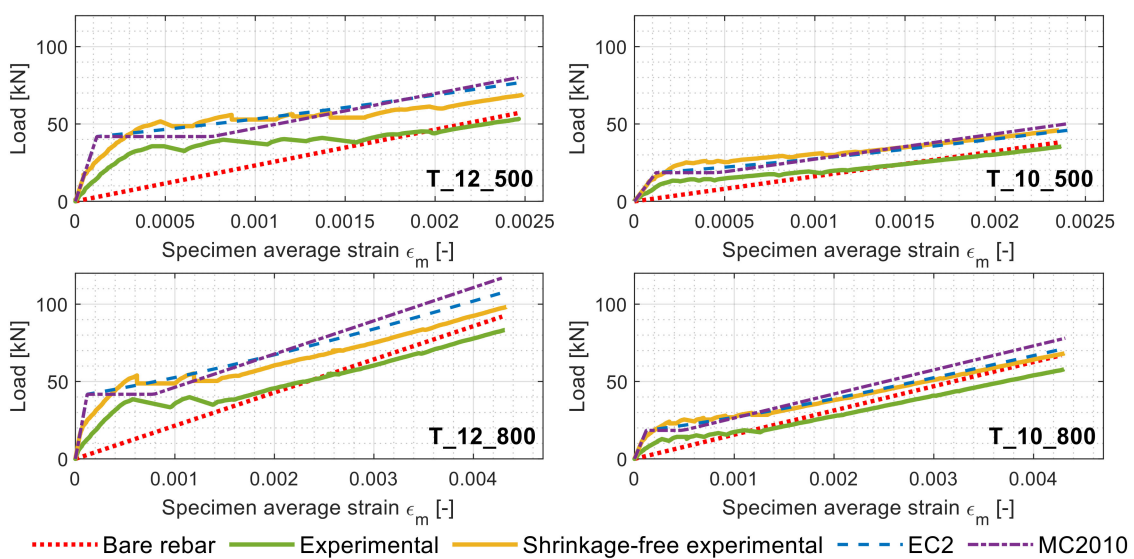 100
50
0
Load [kN]
T_12_500
0 0.0005 0.001 0.0015 0.002 0.0025
Specimen average strain ϵm [-]
100
50
0
Load [kN]
T_10_500
0 0.0005 0.001 0.0015 0.002 0.0025
Specimen average strain ϵm [-]
100
50
0
Load [kN]
T_12_800
0 0.001 0.002 0.003 0.004
Specimen average strain ϵm [-]
100
50
0
Load [kN]
T_10_800
0 0.001 0.002 0.003 0.004
Specimen average strain ϵm [-]
Bare rebar Experimental Shrinkage-free experimental EC2 MC2010